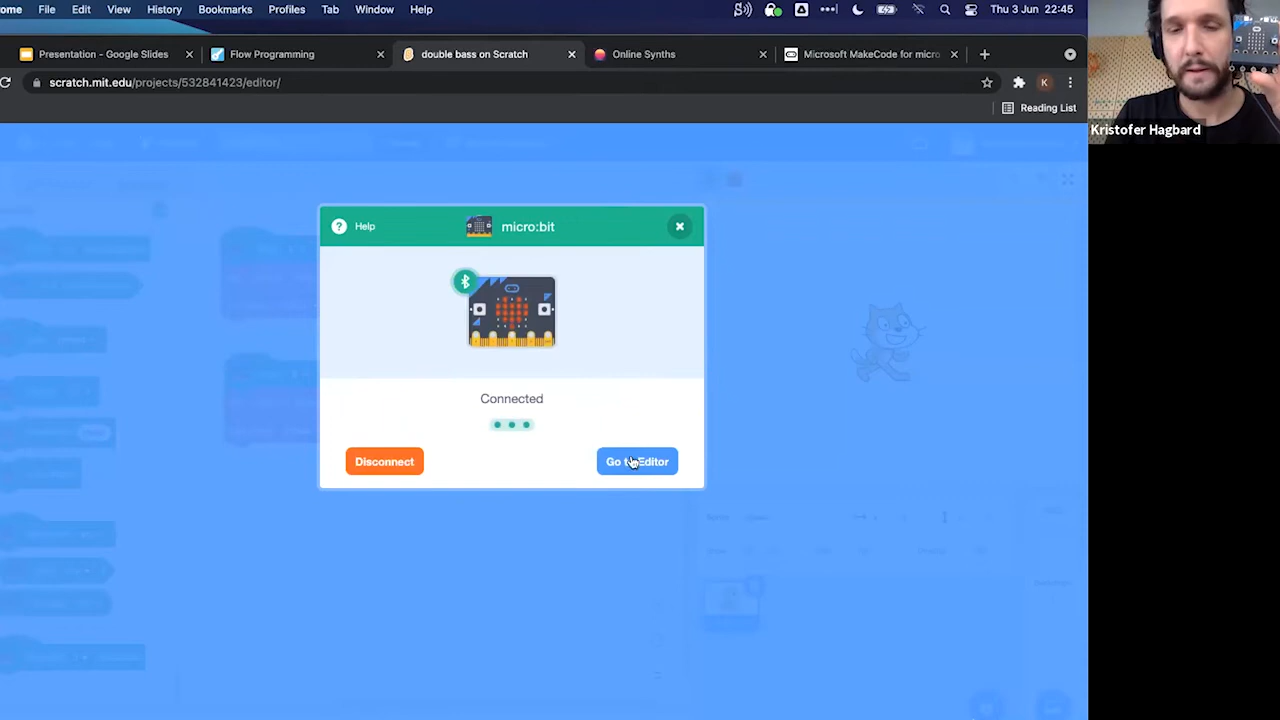 ome File Edit View History Bookmarks Profiles Tab Window Help Thu 3 Jun 22:45
Presentation - Google Slides Flow Programming double bass on Scratch Online Synths Microsoft MakeCode for micro
scratch.mit.edu/projects/532841423/editor/ K
Reading List
Kristofer Hagbard
Help micro:bit
Connected
Disconnect Go to Editor